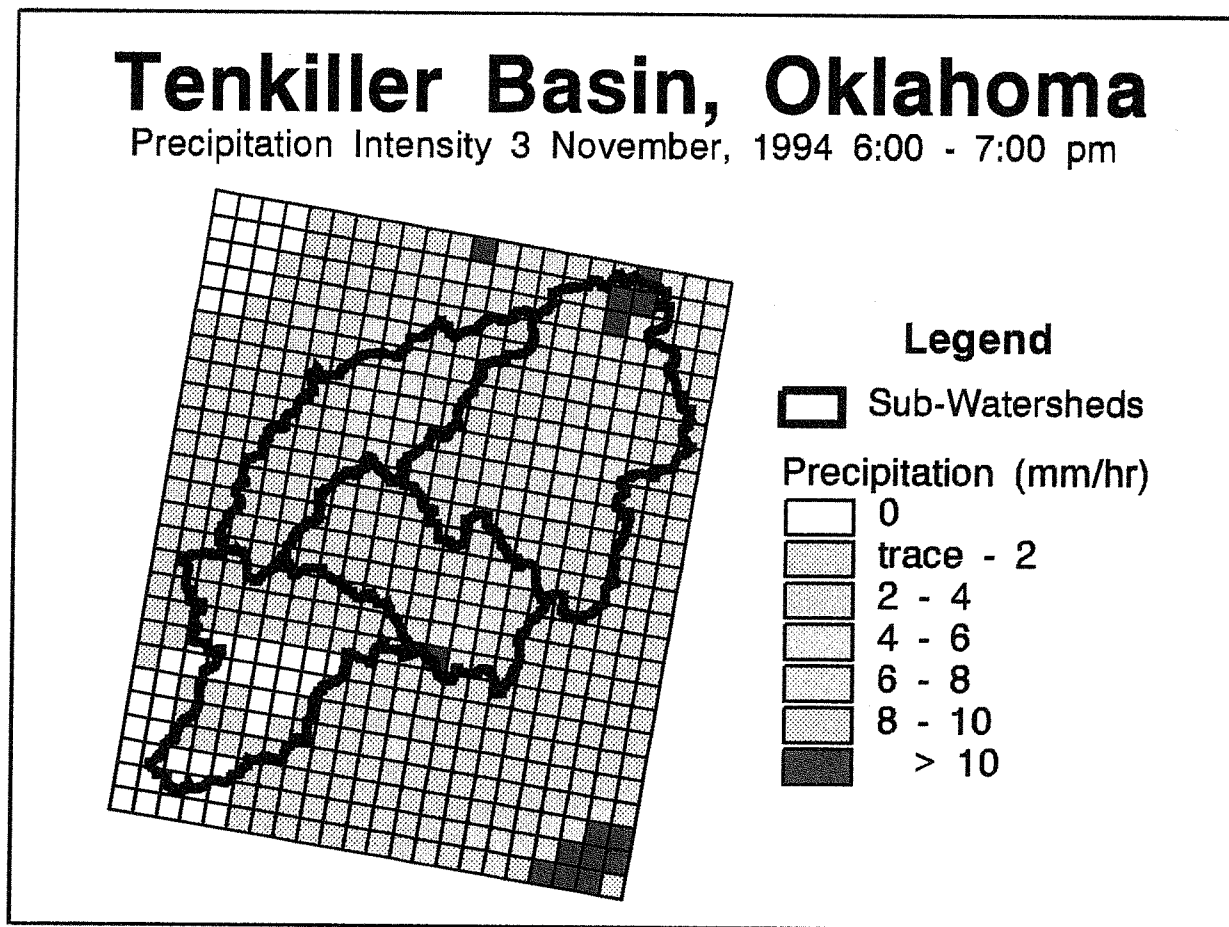 Tenkiller Basin, Oklahoma
Precipitation Intensity 3 November, 1994 6:00 - 7:00 pm
Legend
Sub-Watersheds
Precipitation (mm/hr)
0
trace - 2
2 - 4
4 - 6
6 - 8
8 - 10
> 10